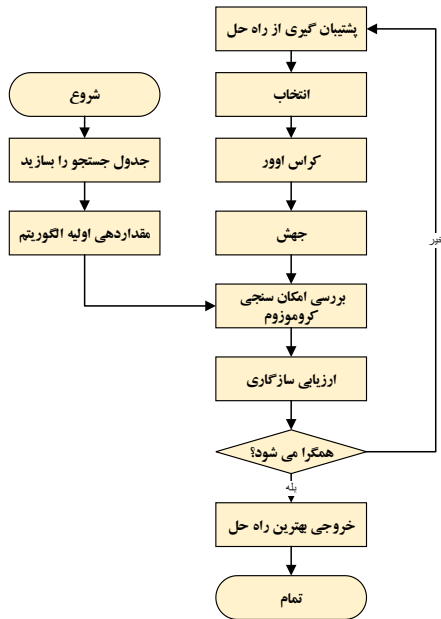 پشتیبان گیری از راه حل
انتخاب
شروع
کراس اوور
جدول جستجو را بسازید
جهش
مقداردهی اولیه الگوریتم
خیر
بررسی امکان سنجی
کروموزوم
ارزیابی سازگاری
همگرا می شود؟
بله
خروجی بهترین راه حل
تمام